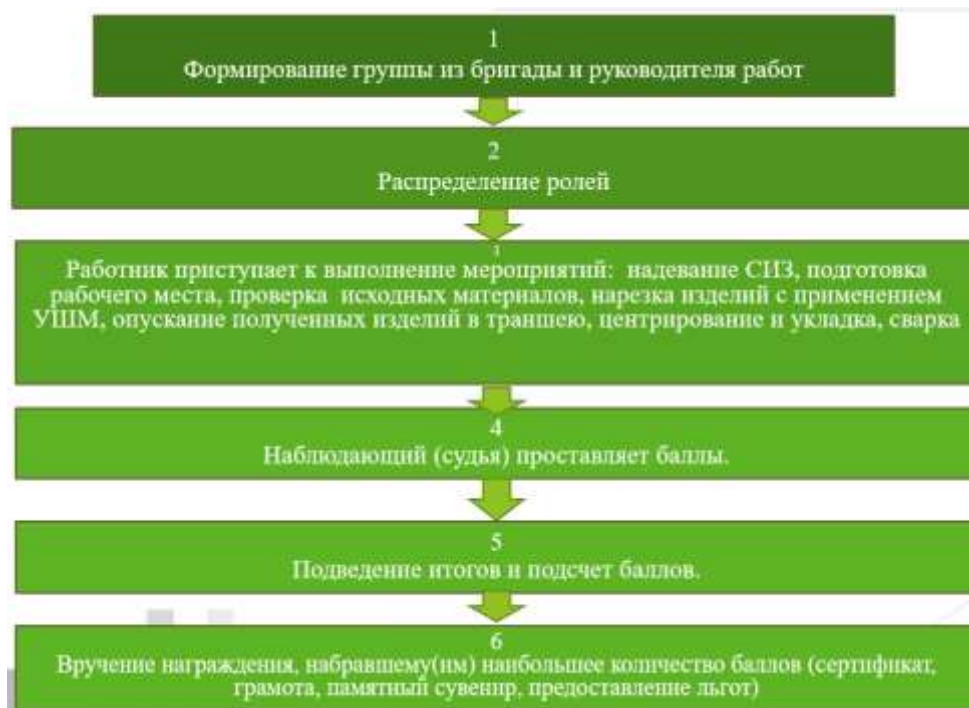 1
Формирование группы из бригады и руководителя работ
2
Распределение ролей
3
Работник приступает к выполнение мероприятий: надевание СИЗ, подготовка
рабочего места, проверка исходных материалов, нарезка изделий с применением
УШМ, опускание полученных изделий в траншею, центрирование и укладка, сварка
4
Наблюдающий (судья) проставляет баллы.
5
Подведение итогов и подсчет баллов.
6
Вручение награждения, набравшему(им) наибольшее количество баллов (сертификат,
грамота, памятный сувенир, предоставление льгот)